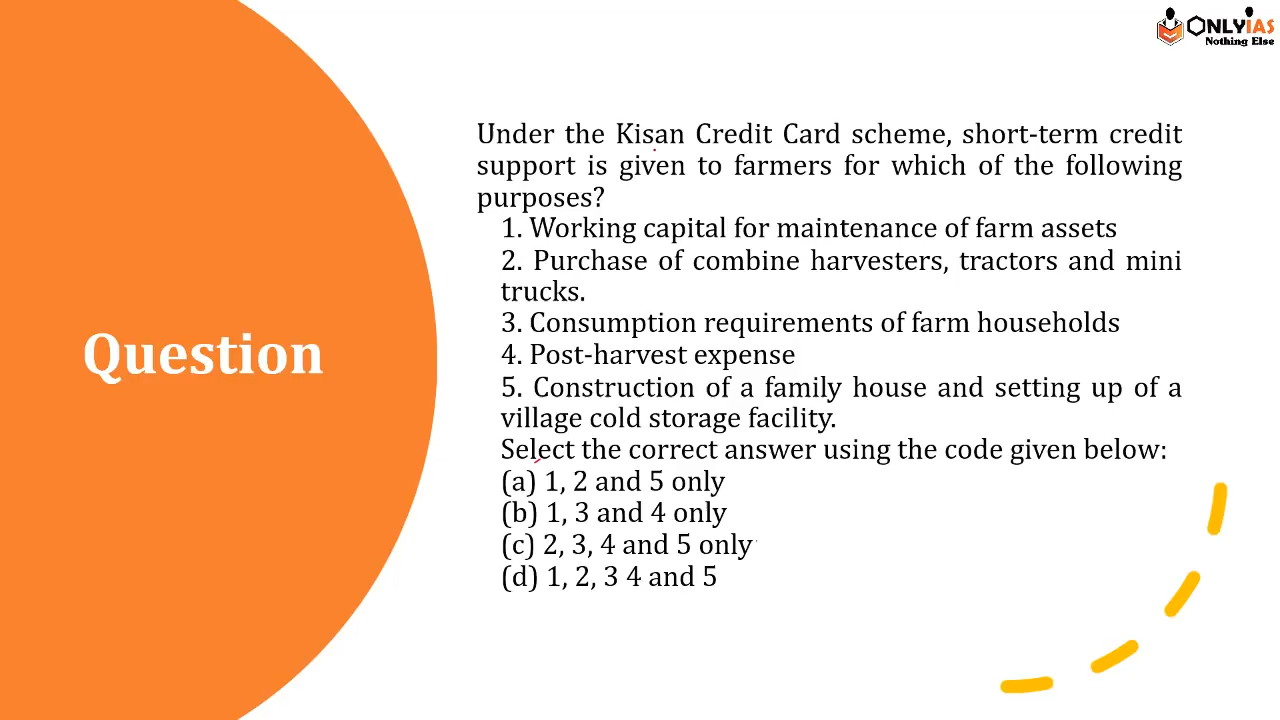 ONLYIAS
Nothing Else
Under the Kisan Credit Card scheme, short-term credit
support is given to farmers for which of the following
purposes?
1. Working capital for maintenance of farm assets
2. Purchase of combine harvesters, tractors and mini
trucks.
3. Consumption requirements of farm households
4. Post-harvest expense
5. Construction of a family house and setting up of a
village cold storage facility.
Select the correct answer using the code given below:
(a) 1, 2 and 5 only
(b) 1, 3 and 4 only
(c) 2, 3, 4 and 5 only
(d) 1, 2, 3 4 and 5
Question